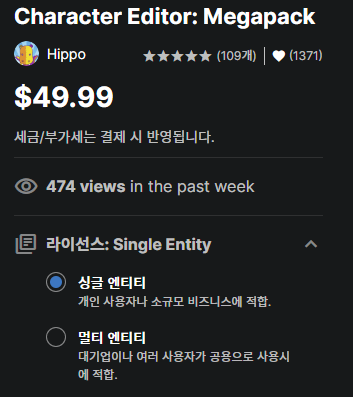 Character Editor: Megapack
Hippo
★★★★★ (109개) | ♥ (1371)
$49.99
세금/부가세는 결제 시 반영됩니다.
474 views in the past week
라이선스: Single Entity
싱글 엔티티
개인 사용자나 소규모 비즈니스에 적합.
멀티 엔티티
대기업이나 여러 사용자가 공용으로 사용시
에 적합.